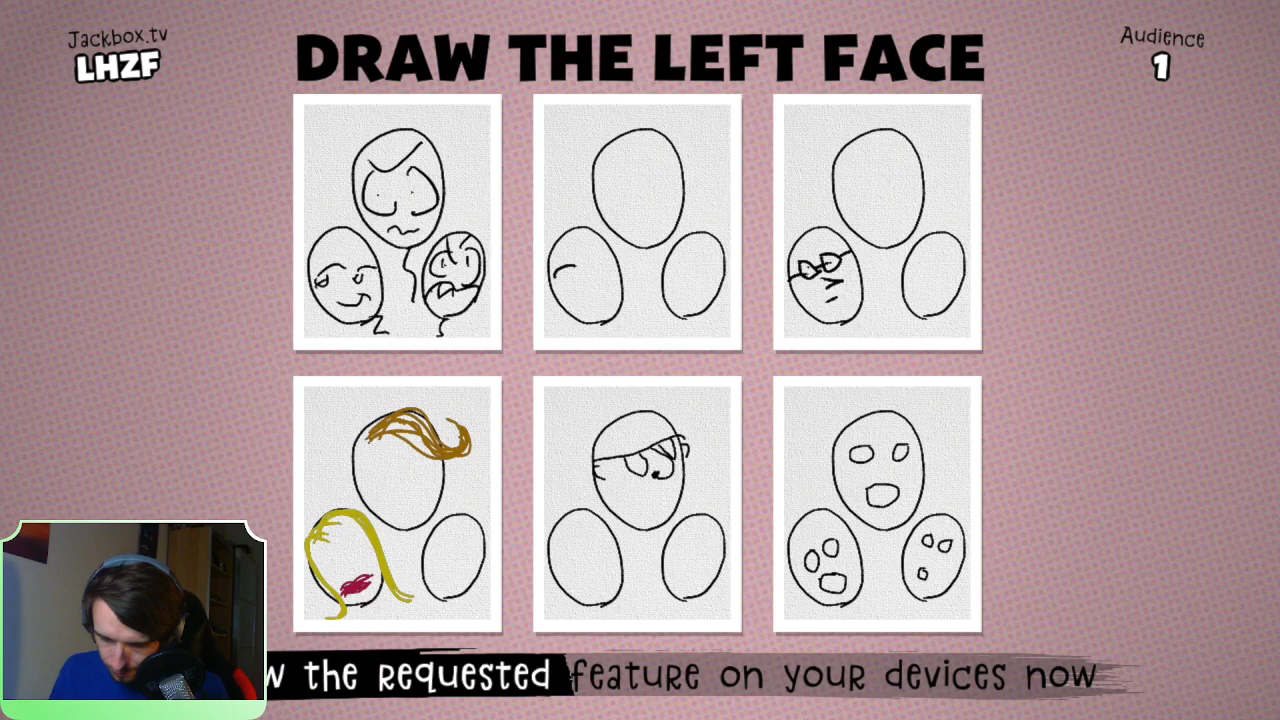 Jackbox.tv
LHZF
DRAW THE LEFT FACE
Audience
1
THE REQUESTED FEATURE ON YOUR DEVICES NOW